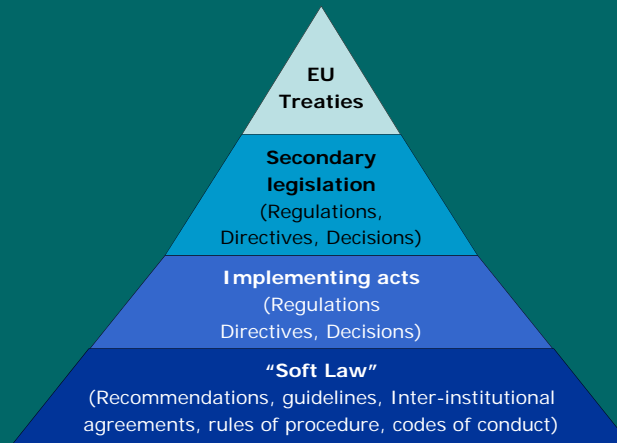 EU
Treaties
Secondary
legislation
(Regulations,
Directives, Decisions)
Implementing acts
(Regulations
Directives, Decisions)
“Soft Law”
(Recommendations, guidelines, Inter-institutional
agreements, rules of procedure, codes of conduct)